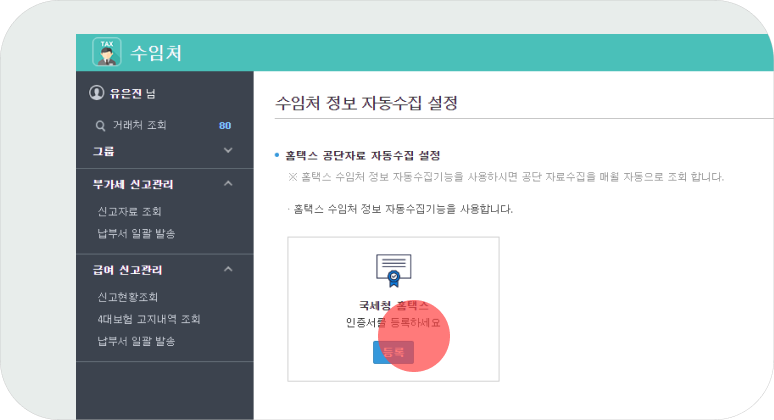 TAX
수임처
유은진 님
거래처 조회 80
그룹
부가세 신고관리
신고자료 조회
납부서 일괄 발송
급여 신고관리
신고현황조회
4대보험 고지내역 조회
납부서 일괄 발송
수임처 정보 자동수집 설정
홈택스 공단자료 자동수집 설정
※ 홈택스 수임처 정보 자동수집기능을 사용하시면 공단 자료수집을 매월 자동으로 조회 합니다.
· 홈택스 수임처 정보 자동수집기능을 사용합니다.
국세청 홈택스
인증서를 등록하세요
등록